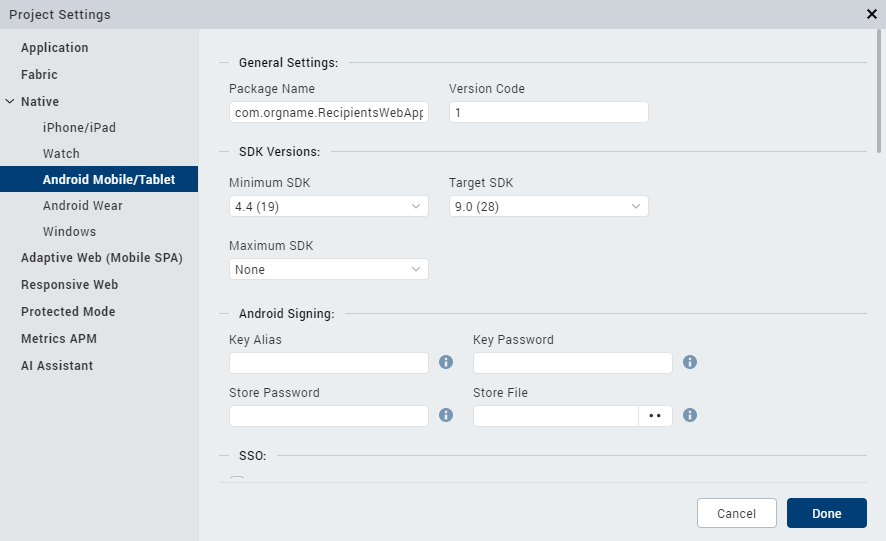 Project Settings
Application
Fabric
Native
iPhone/iPad
Watch
Android Mobile/Tablet
Android Wear
Windows
Adaptive Web (Mobile SPA)
Responsive Web
Protected Mode
Metrics APM
AI Assistant
General Settings:
Package Name
Version Code
com.orgname.RecipientsWebApp
1
SDK Versions:
Minimum SDK
Target SDK
4.4 (19)
9.0 (28)
Maximum SDK
None
Android Signing:
Key Alias
Key Password
Store Password
Store File
SSO:
Cancel
Done